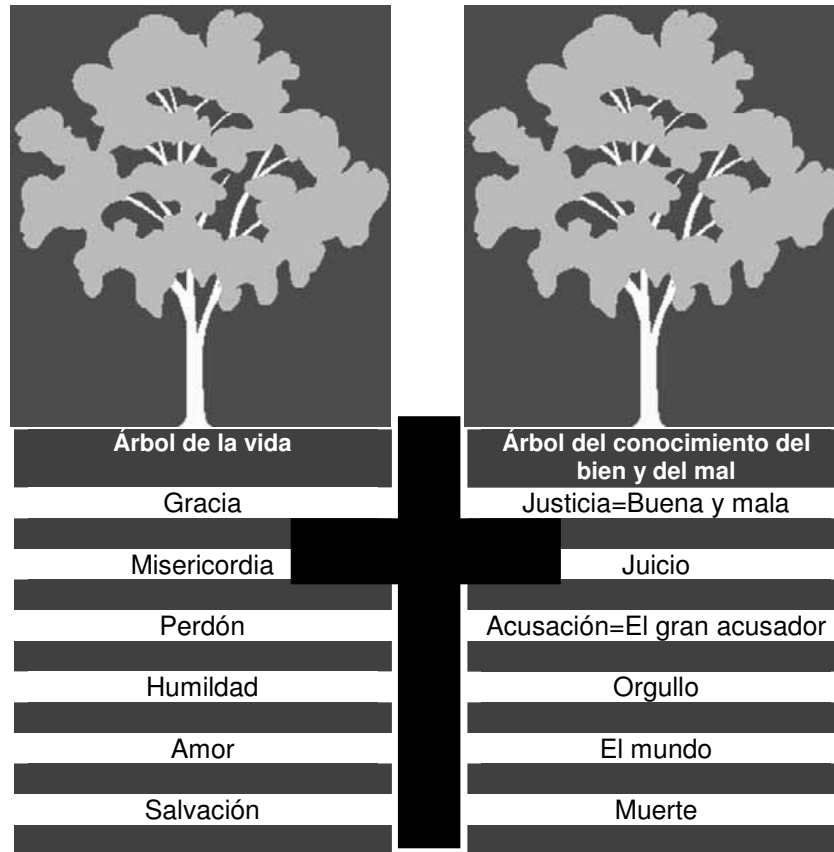 Árbol de la vida
Gracia
Misericordia
Perdón
Humildad
Amor
Salvación
Árbol del conocimiento del
bien y del mal
Justicia=Buena y mala
Juicio
Acusación=El gran acusador
Orgullo
El mundo
Muerte